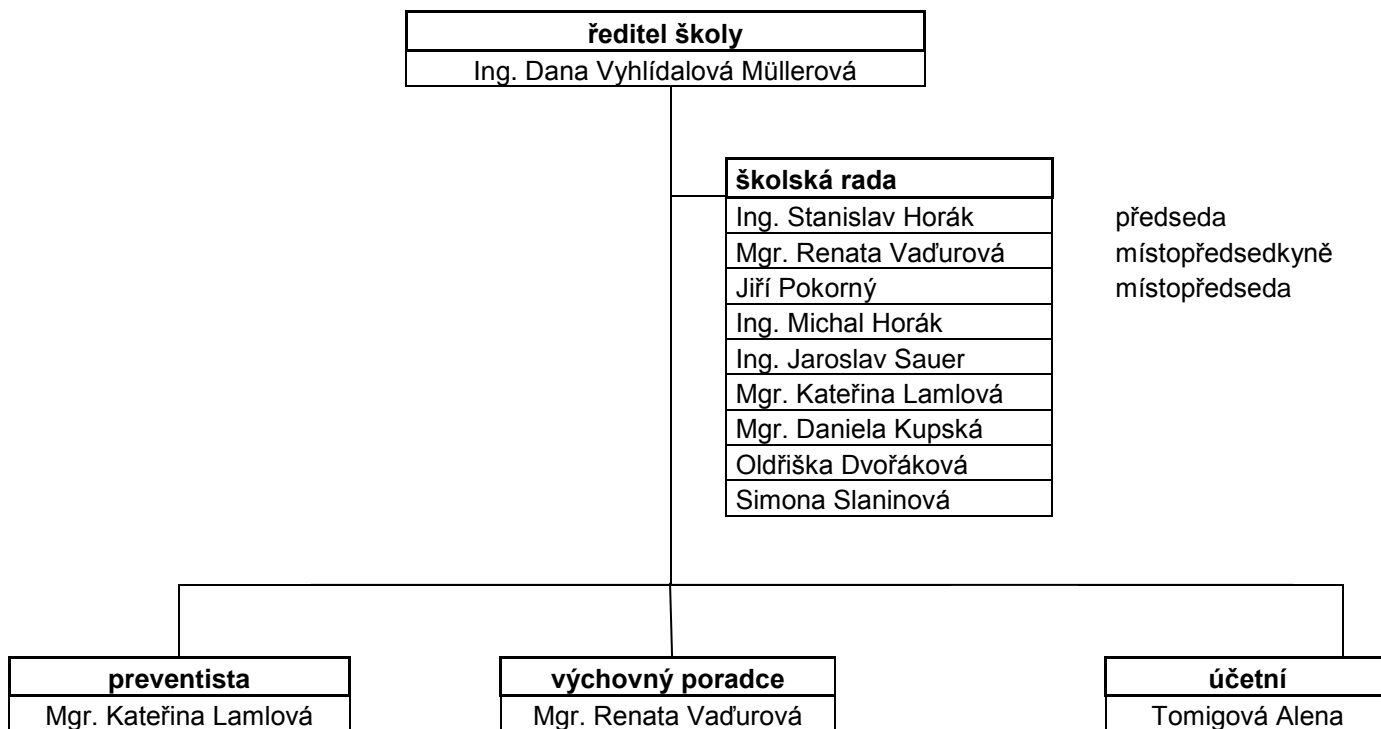 ředitel školy
Ing. Dana Vyhlídalová Müllerová
školská rada
Ing. Stanislav Horák předseda
Mgr. Renata Vaďurová místopředsedkyně
Jiří Pokorný místopředseda
Ing. Michal Horák
Ing. Jaroslav Sauer
Mgr. Kateřina Lamlová
Mgr. Daniela Kupská
Oldřiška Dvořáková
Simona Slaninová
preventista výchovný poradce účetní
Mgr. Kateřina Lamlová Mgr. Renata Vaďurová Tomigová Alena